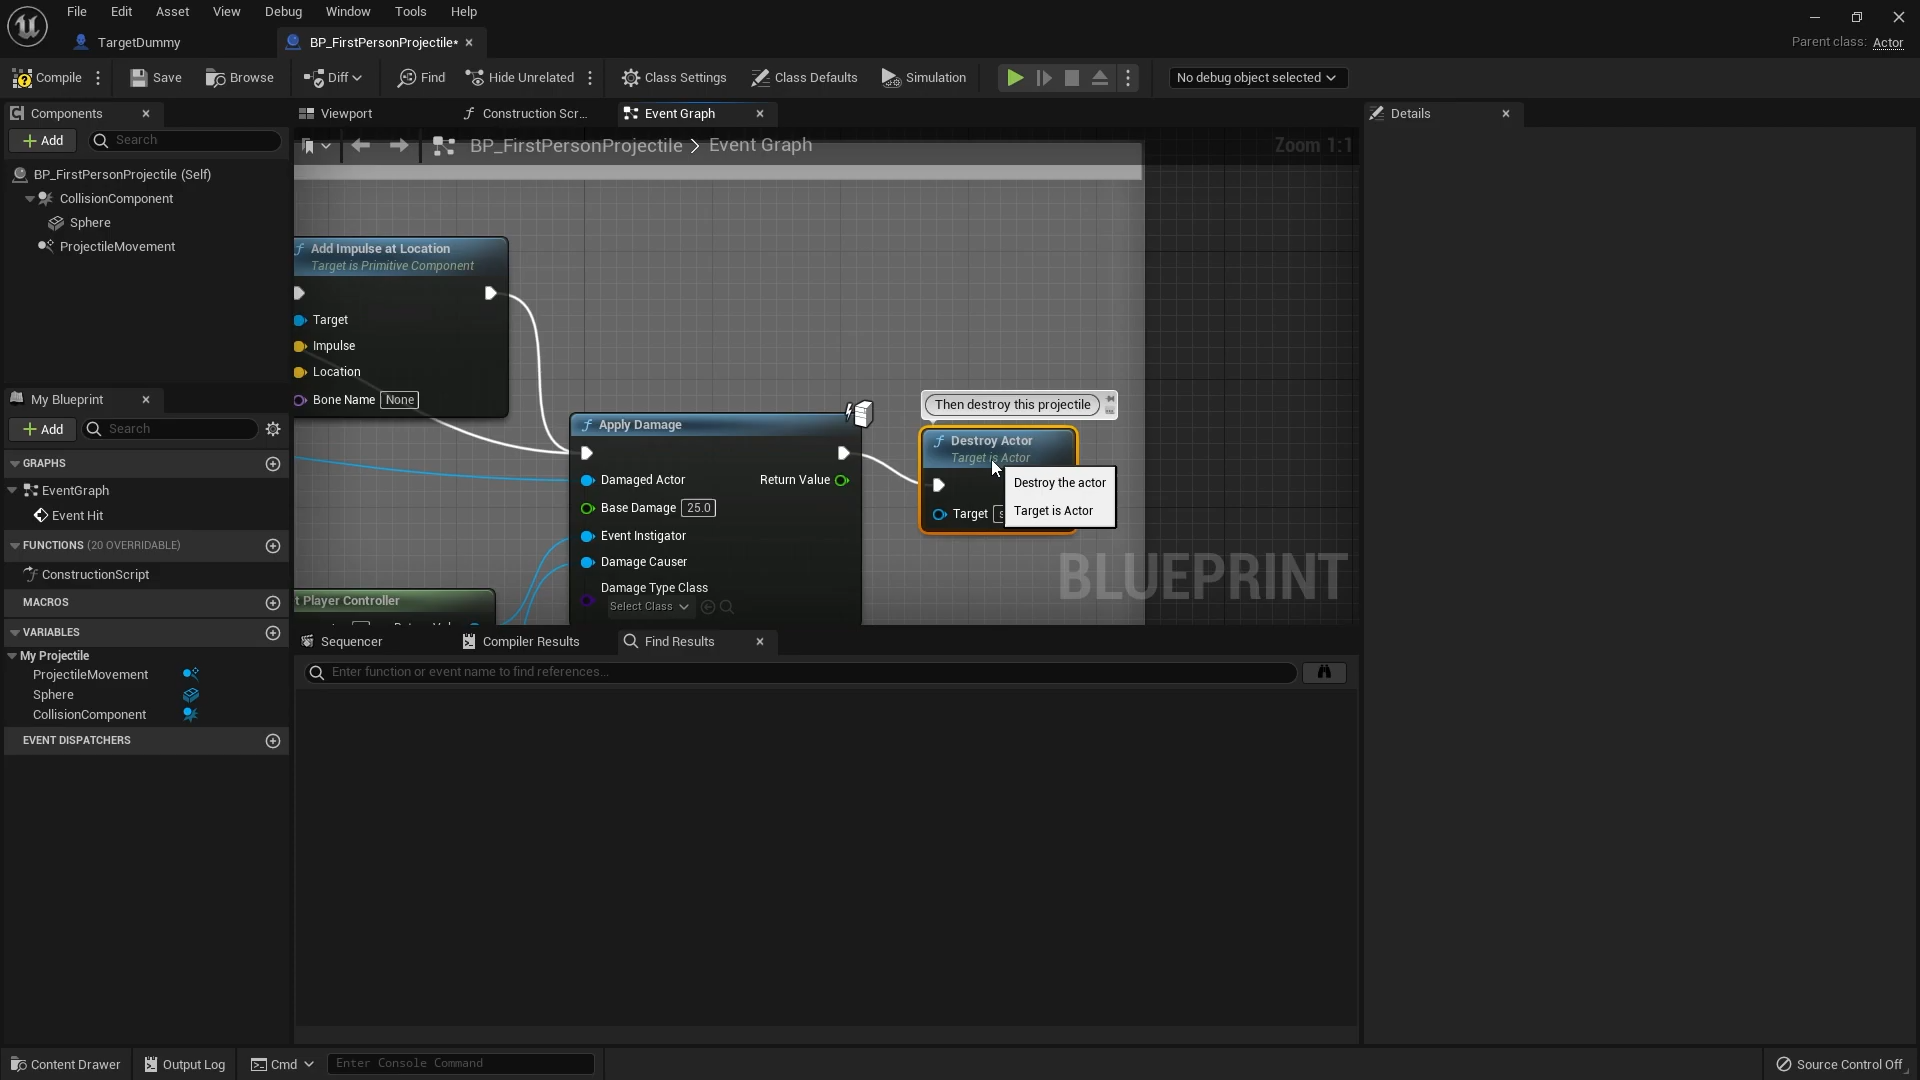 File Edit Asset View Debug Window Tools Help
TargetDummy
BP_FirstPersonProjectile*
Parent class: Actor
Compile
Save
Browse
Diff
Find
Hide Unrelated
Class Settings
Class Defaults
Simulation
No debug object selected
Components
Add
Search
BP_FirstPersonProjectile (Self)
CollisionComponent
Sphere
ProjectileMovement
My Blueprint
Add
Search
GRAPHS
EventGraph
Event Hit
FUNCTIONS (20 OVERRIDABLE)
ConstructionScript
MACROS
VARIABLES
My Projectile
ProjectileMovement
Sphere
CollisionComponent
EVENT DISPATCHERS
Viewport
Construction Scr...
Event Graph
BP_FirstPersonProjectile > Event Graph
Zoom 1:1
Add Impulse at Location
Target is Primitive Component
Target
Impulse
Location
Bone Name None
Apply Damage
Damaged Actor
Return Value
Base Damage 25.0
Event Instigator
Damage Causer
Damage Type Class
Select Class
t Player Controller
Then destroy this projectile
Destroy Actor
Target is Actor
Target
Destroy the actor
Target is Actor
BLUEPRINT
Sequencer
Compiler Results
Find Results
Enter function or event name to find references...
Details
Content Drawer
Output Log
Cmd
Enter Console Command
Source Control Off